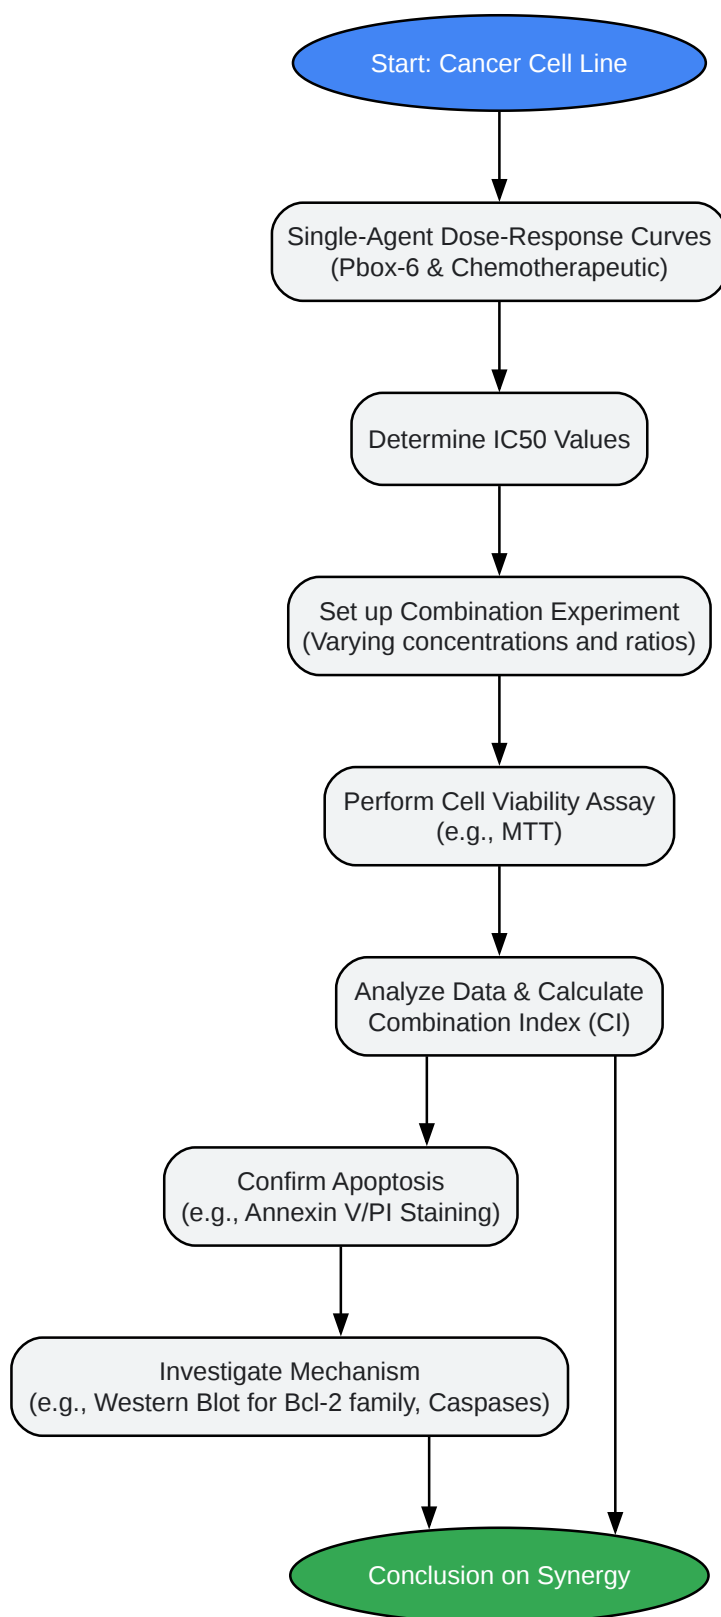 Start: Cancer Cell Line
Single-Agent Dose-Response Curves
(Pbox-6 & Chemotherapeutic)
Determine IC50 Values
Set up Combination Experiment
(Varying concentrations and ratios)
Perform Cell Viability Assay
(e.g., MTT)
Analyze Data & Calculate
Combination Index (CI)
Confirm Apoptosis
(e.g., Annexin V/PI Staining)
Investigate Mechanism
(e.g., Western Blot for Bcl-2 family, Caspases)
Conclusion on Synergy